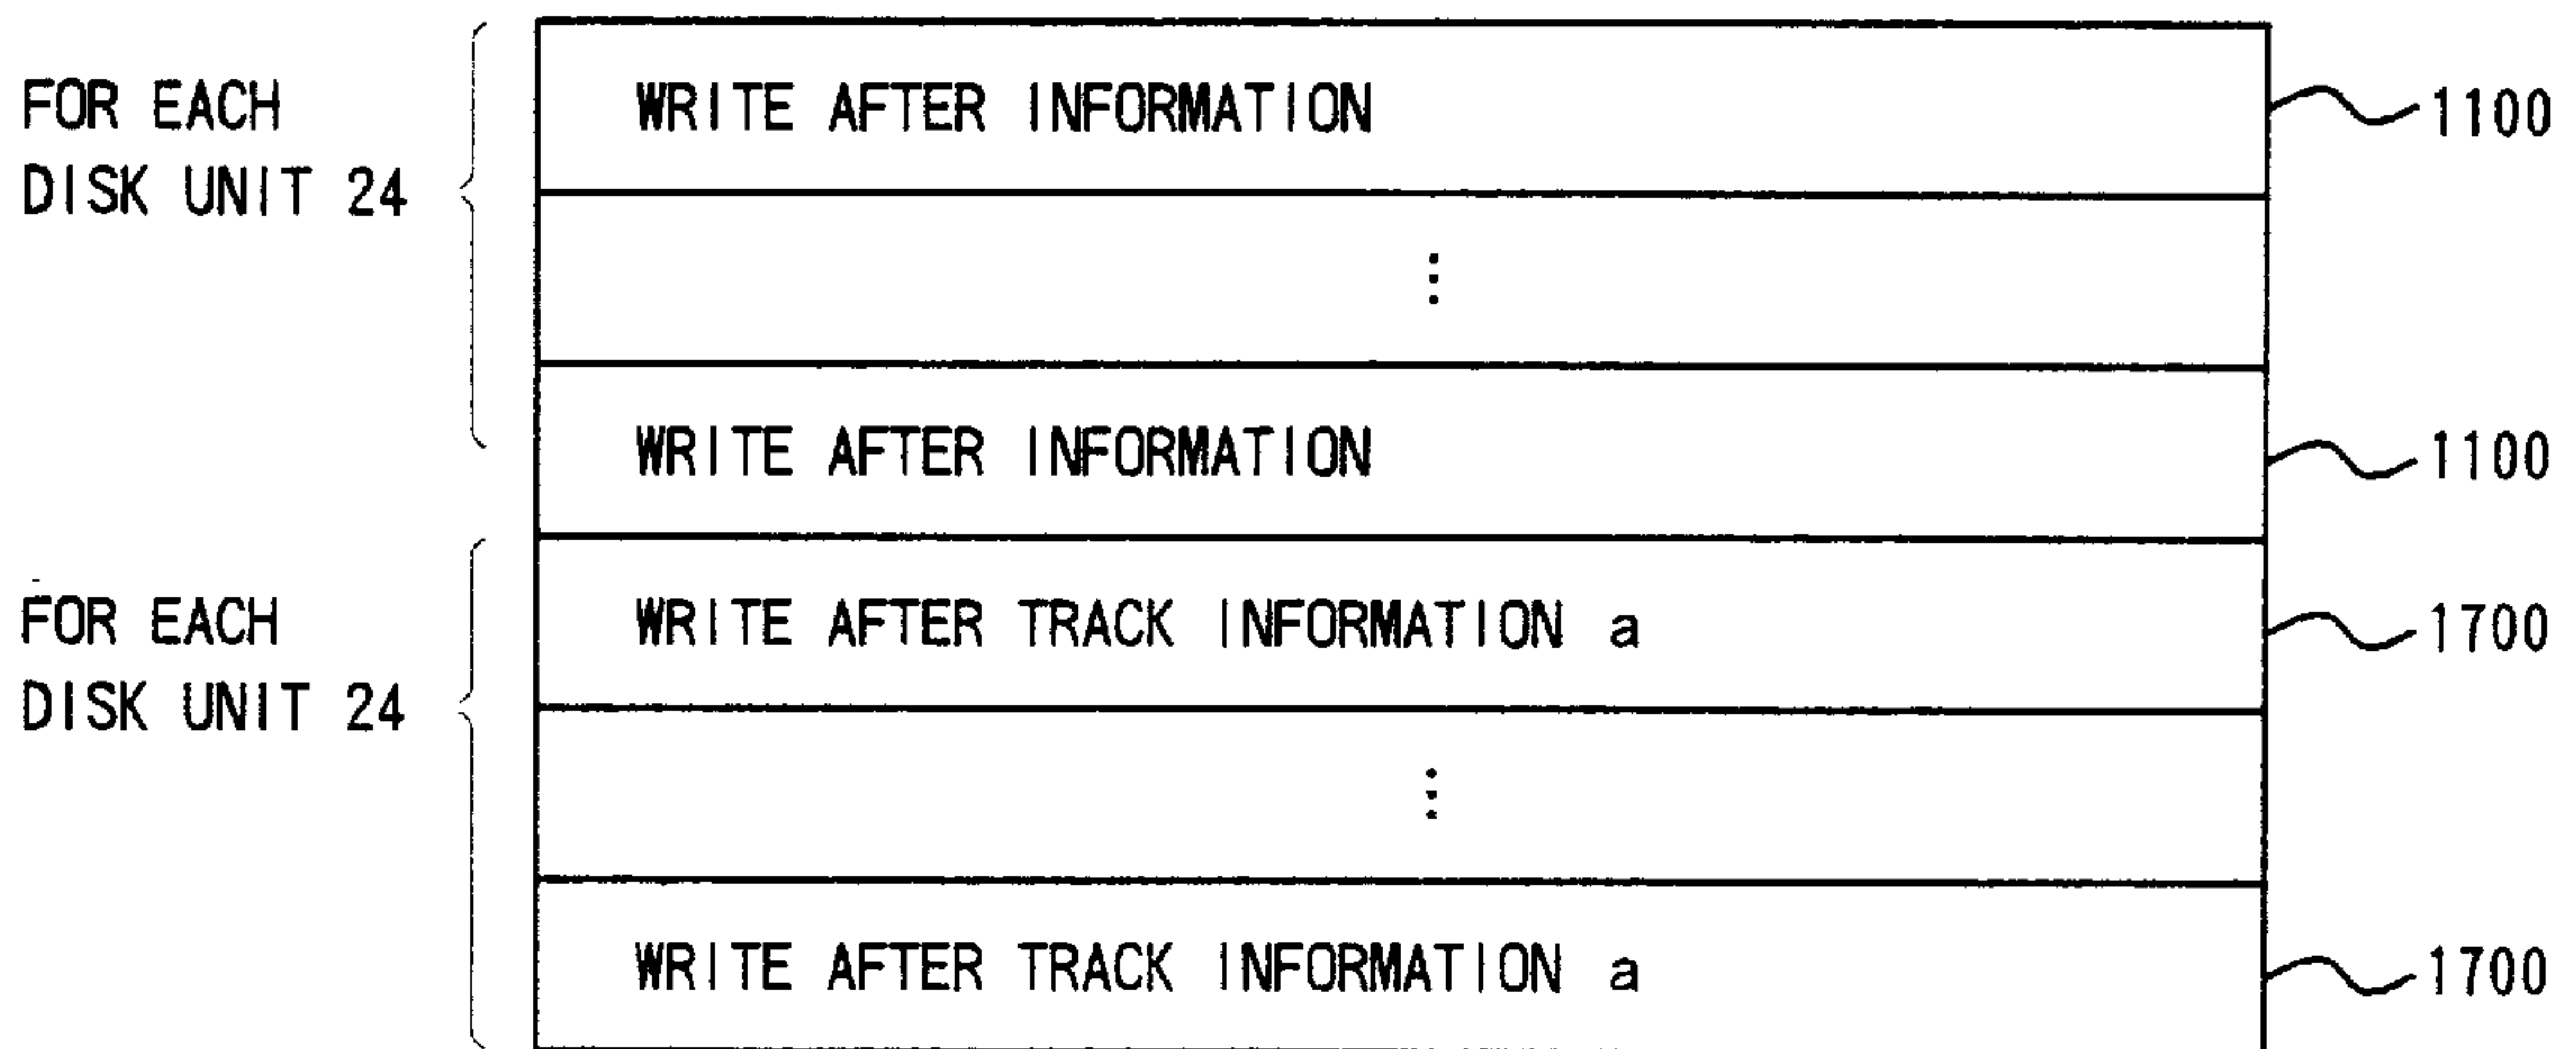 FOR EACH
DISK UNIT 24
WRITE AFTER INFORMATION
1100
⋮
WRITE AFTER INFORMATION
1100
FOR EACH
DISK UNIT 24
WRITE AFTER TRACK INFORMATION a
1700
⋮
WRITE AFTER TRACK INFORMATION a
1700